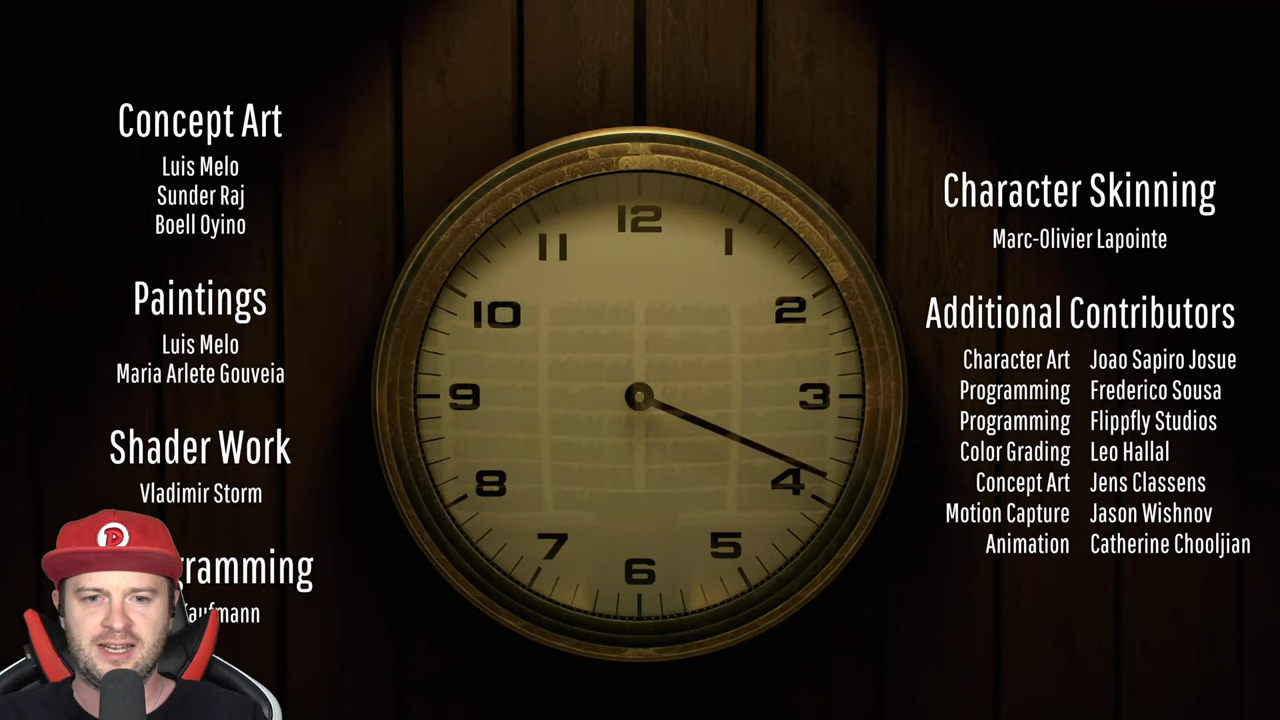 Concept Art
Luis Melo
Sunder Raj
Boell Oyino
Paintings
Luis Melo
Maria Arlete Gouveia
Shader Work
Vladimir Storm
12
11
1
10
2
9
3
8
4
7
5
6
Character Skinning
Marc-Olivier Lapointe
Additional Contributors
Character Art Joao Sapiro Josue
Programming Frederico Sousa
Programming Flippfly Studios
Color Grading Leo Hallal
Concept Art Jens Classens
Motion Capture Jason Wishnov
Animation Catherine Chooljian